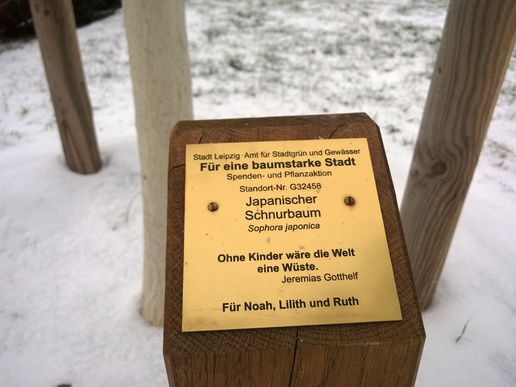 Stadt Leipzig · Amt für Stadtgrün und Gewässer
Für eine baumstarke Stadt
Spenden- und Pflanzaktion
Standort-Nr. G32458
Japanischer
Schnurbaum
Sophora japonica
Ohne Kinder wäre die Welt
eine Wüste.
Jeremias Gotthelf
Für Noah, Lilith und Ruth